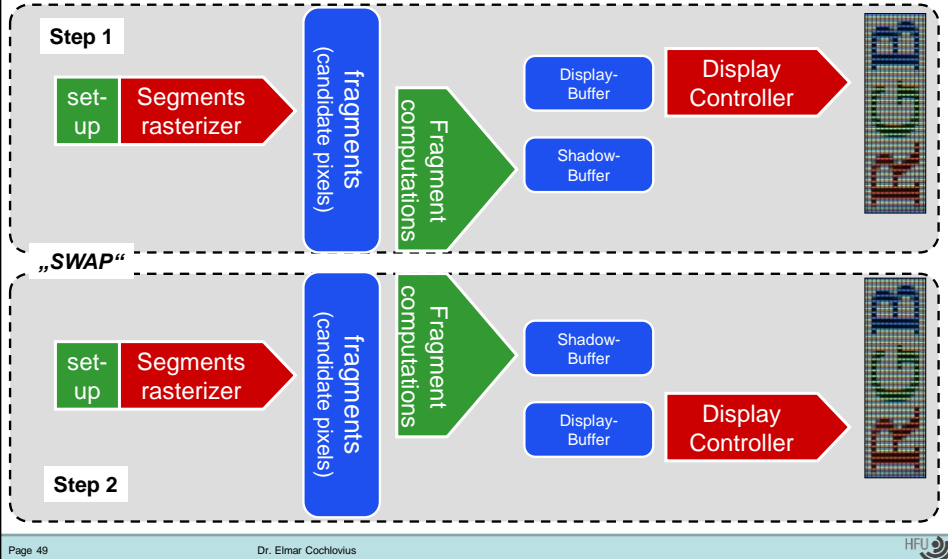 Step 1
set-
up
Segments
rasterizer
fragments
(candidate pixels)
Fragment
computations
Display-
Buffer
Shadow-
Buffer
Display
Controller
RGB
„SWAP“
set-
up
Segments
rasterizer
fragments
(candidate pixels)
Fragment
computations
Shadow-
Buffer
Display-
Buffer
Display
Controller
RGB
Step 2
Page 49
Dr. Elmar Cochlovius
HFU